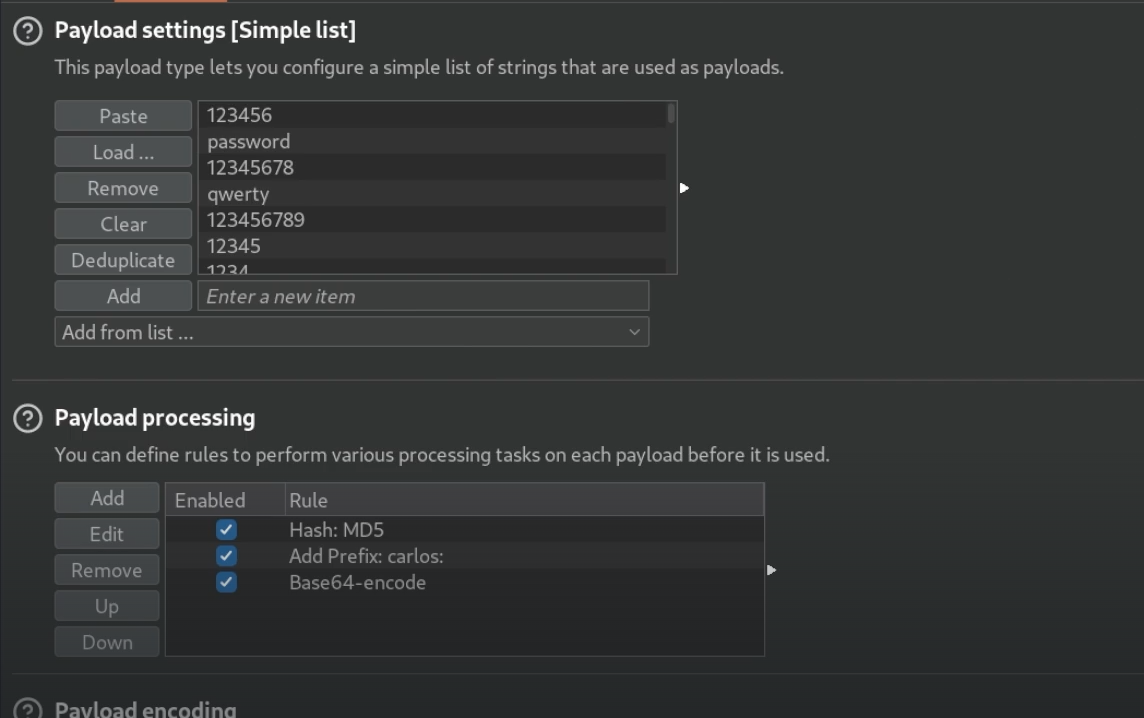 Payload settings [Simple list]
This payload type lets you configure a simple list of strings that are used as payloads.
Paste
123456
password
Load ...
12345678
Remove
qwerty
Clear
123456789
12345
Deduplicate
1234
Add
Enter a new item
Add from list ...
Payload processing
You can define rules to perform various processing tasks on each payload before it is used.
Add
Enabled
Rule
Edit
Hash: MD5
Add Prefix: carlos:
Remove
Base64-encode
Up
Down
Payload encoding